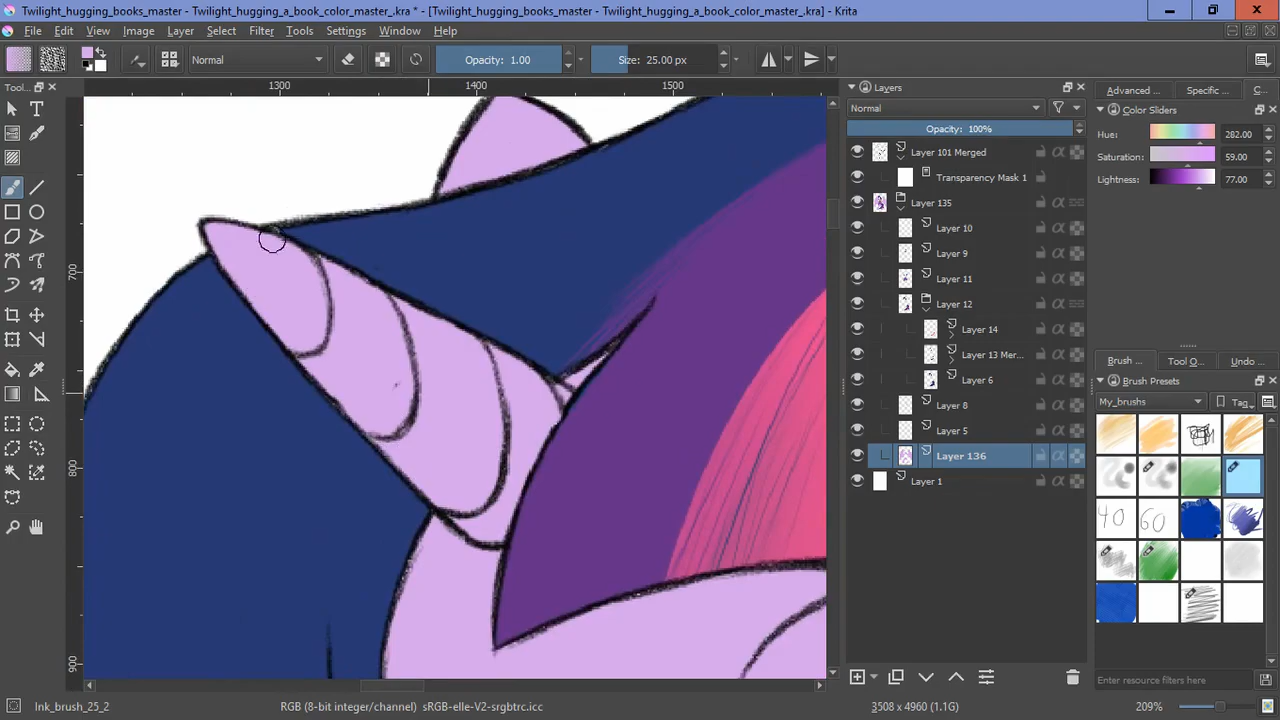 Twilight_hugging_books_master - Twilight_hugging_a_book_color_master_.kra * - [Twilight_hugging_books_master - Twilight_hugging_a_book_color_master_.kra] - Krita
File Edit View Image Layer Select Filter Tools Settings Window Help
Normal Opacity: 1.00 Size: 25.00 px
Tool... 1300 1400 1500 Layers Advanced ... Specific ... C...
Normal Color Sliders
Opacity: 100% Hue: 282.00
Layer 101 Merged Saturation: 59.00
Transparency Mask 1 Lightness: 77.00
Layer 135
Layer 10
Layer 9
700
Layer 11
Layer 12
Layer 14
Layer 13 Mer...
Brush ... Tool O... Undo ...
Layer 6 Brush Presets
Layer 8 My_brushes Tag
Layer 5
Layer 136
800
Layer 1
40 60
900
Enter resource filters here
Ink_brush_25_2 RGB (8-bit integer/channel) sRGB-elle-V2-srgbtrc.icc 3508 x 4960 (1.1G) 209%